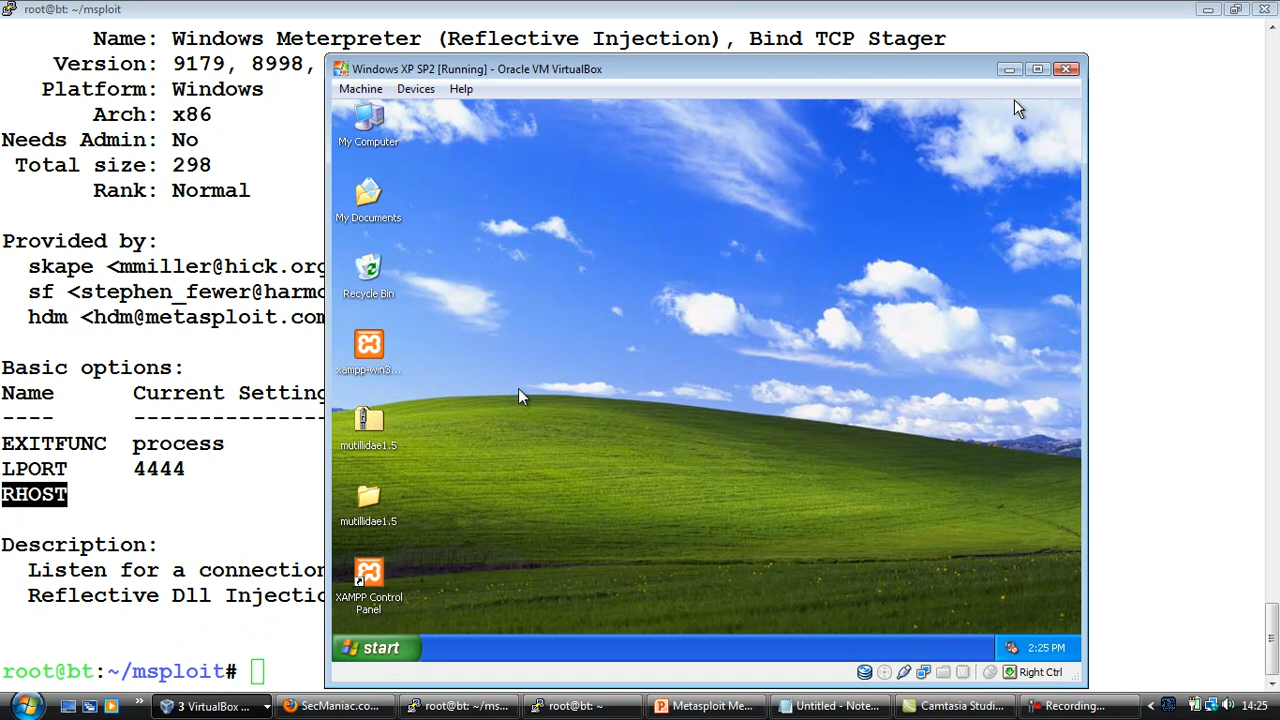 root@bt: ~/msploit
Name: Windows Meterpreter (Reflective Injection), Bind TCP Stager
Version: 9179, 8998,
Platform: Windows
Arch: x86
Needs Admin: No
Total size: 298
Rank: Normal
Provided by:
skape <mmiller@hick.org
sf <stephen_fewer@harmo
hdm <hdm@metasploit.com
Basic options:
Name Current Setting
---- ---------------
EXITFUNC process
LPORT 4444
RHOST
Description:
Listen for a connection
Reflective Dll Injectio
root@bt:~/msploit#
Windows XP SP2 [Running] - Oracle VM VirtualBox
Machine Devices Help
My Computer
My Documents
Recycle Bin
xampp-win3...
mutillidae1.5
mutillidae1.5
XAMPP Control
Panel
start 2:25 PM
Right Ctrl
» 3 VirtualBox ... SecManiac.co... root@bt: ~/ms... root@bt: ~ Metasploit Me... Untitled - Note... Camtasia Studi... Recording... 14:25